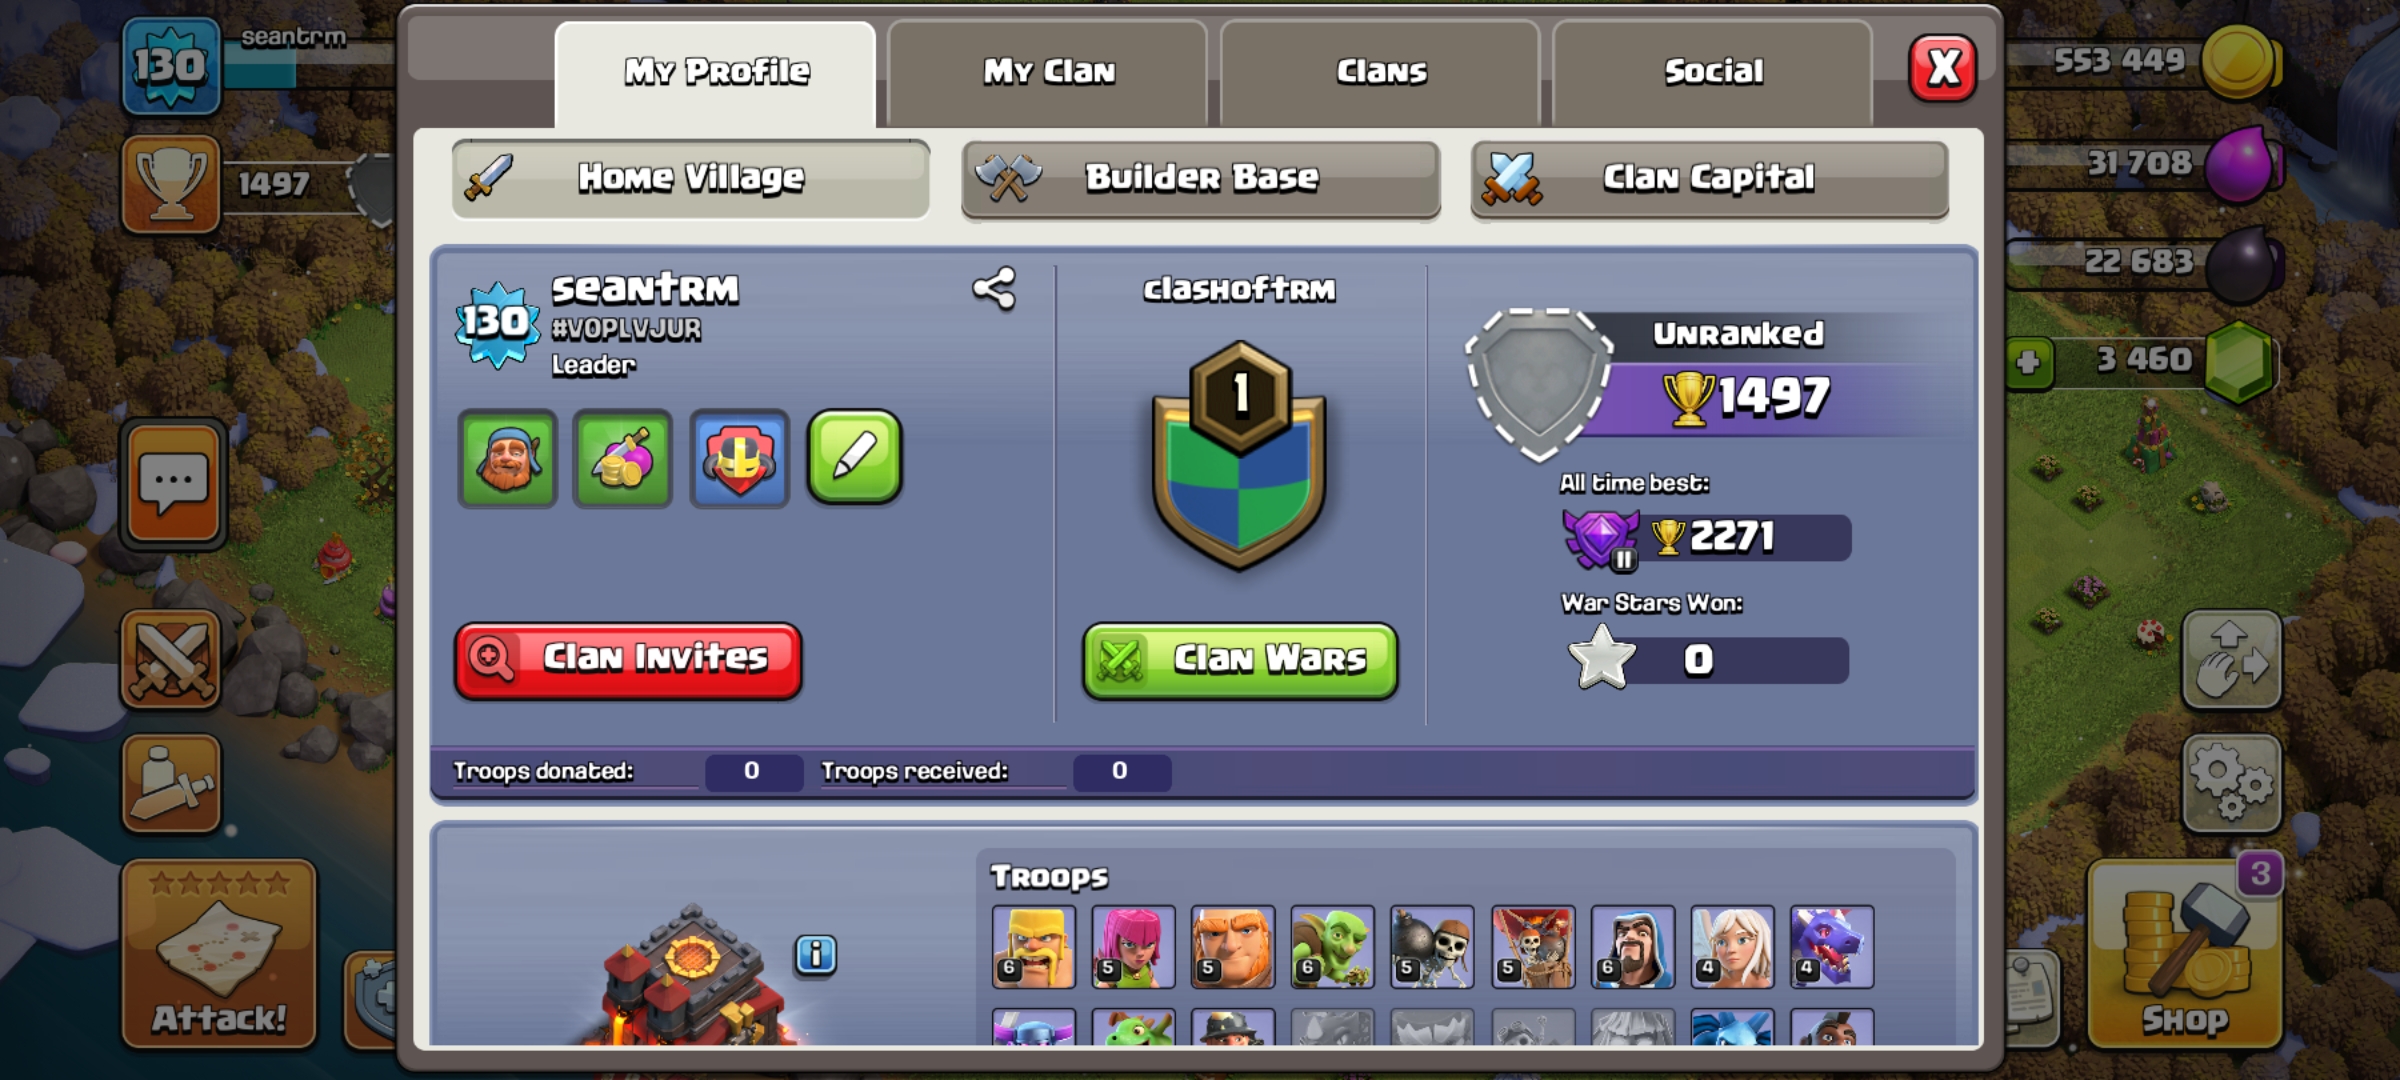 130
seantrm
1497
My Profile
My Clan
Clans
Social
X
553 449
31 708
22 683
3 460
Home Village
Builder Base
Clan Capital
seantrm
130
#V0PLVJUR
Leader
clashoftrm
1
Unranked
1497
All time best:
2271
War Stars Won:
0
Clan Invites
Clan Wars
Troops donated:
0
Troops received:
0
Troops
6
5
5
6
5
5
6
4
4
Attack!
3
Shop